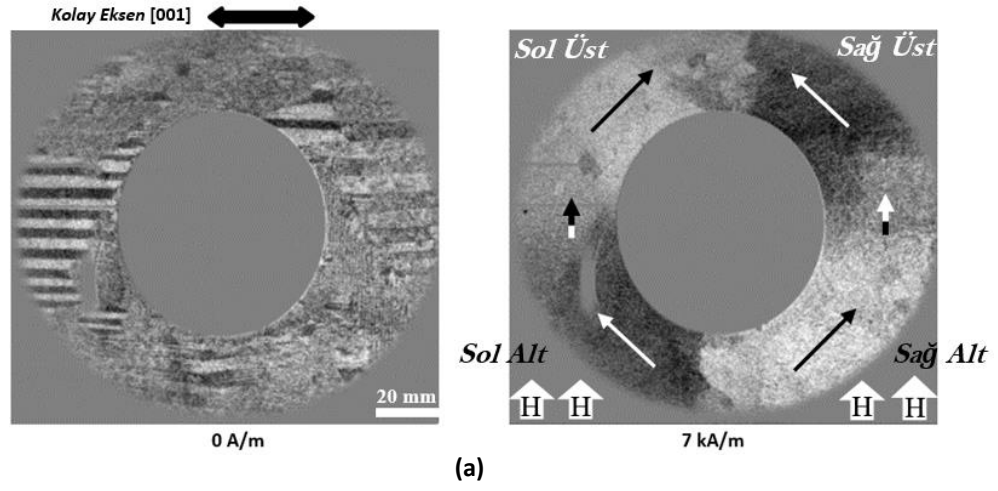 Kolay Eksen [001]
Sol Üst
Sağ Üst
Sol Alt
Sağ Alt
20 mm
H H
H H
0 A/m
7 kA/m
(a)